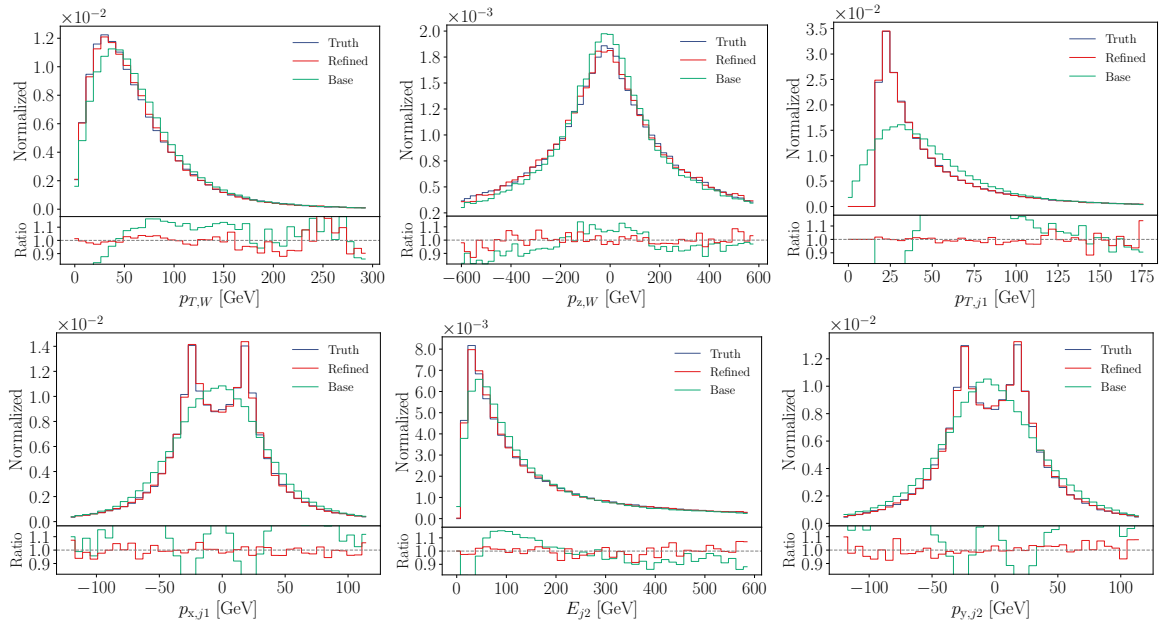 ×10⁻²
Normalized
1.2
1.0
0.8
0.6
0.4
0.2
0.0
Truth
Refined
Base
Ratio
1.1
1.0
0.9
0 50 100 150 200 250 300
p_{T,W} [GeV]
×10⁻³
Normalized
2.0
1.8
1.5
1.2
1.0
0.8
0.5
0.2
Truth
Refined
Base
Ratio
1.1
1.0
0.9
−600 −400 −200 0 200 400 600
p_{z,W} [GeV]
×10⁻²
Normalized
3.5
3.0
2.5
2.0
1.5
1.0
0.5
0.0
Truth
Refined
Base
Ratio
1.1
1.0
0.9
0 25 50 75 100 125 150 175
p_{T,j1} [GeV]
×10⁻²
Normalized
1.4
1.2
1.0
0.8
0.6
0.4
0.2
0.0
Truth
Refined
Base
Ratio
1.1
1.0
0.9
−100 −50 0 50 100
p_{x,j1} [GeV]
×10⁻³
Normalized
8.0
7.0
6.0
5.0
4.0
3.0
2.0
1.0
0.0
Truth
Refined
Base
Ratio
1.1
1.0
0.9
0 100 200 300 400 500 600
E_{j2} [GeV]
×10⁻²
Normalized
1.2
1.0
0.8
0.6
0.4
0.2
0.0
Truth
Refined
Base
Ratio
1.1
1.0
0.9
−100 −50 0 50 100
p_{y,j2} [GeV]